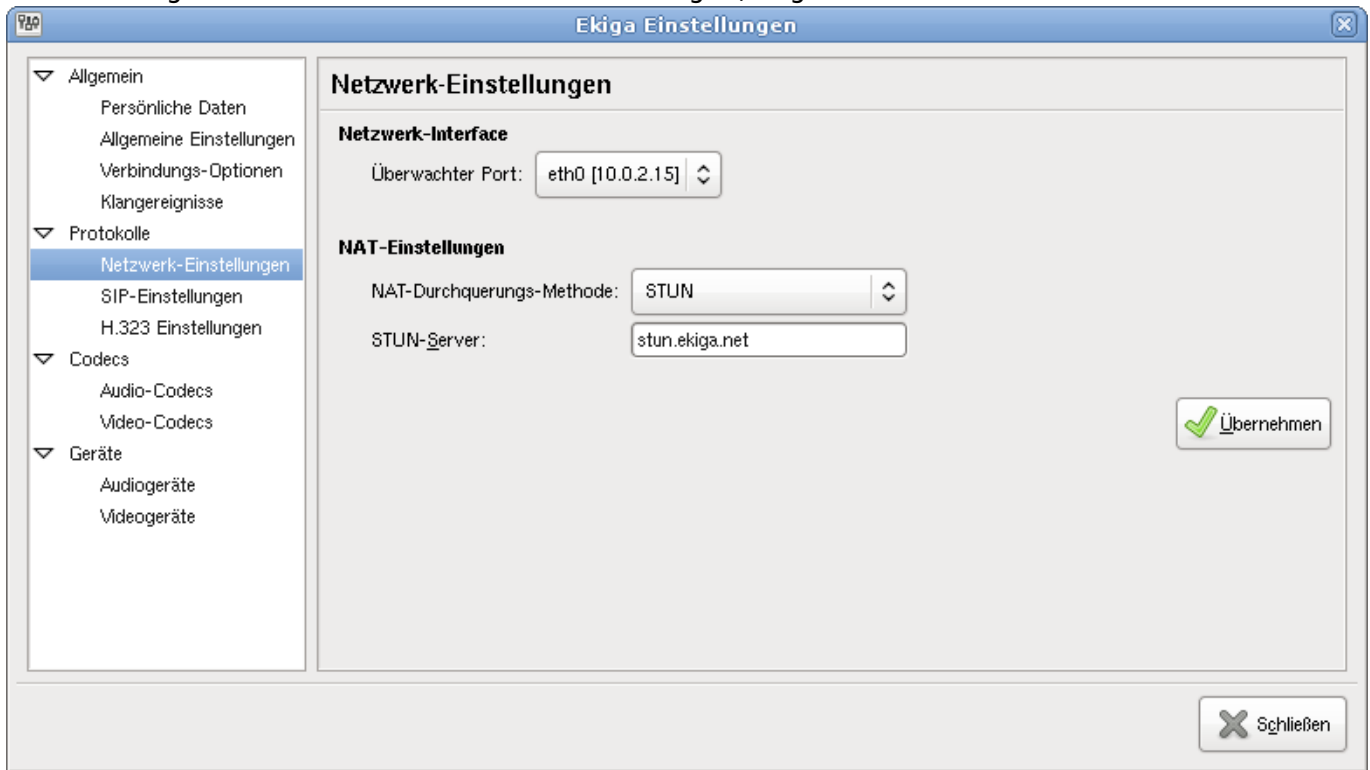 Ekiga Einstellungen
Allgemein
Persönliche Daten
Allgemeine Einstellungen
Verbindungs-Optionen
Klangereignisse
Protokolle
Netzwerk-Einstellungen
SIP-Einstellungen
H.323 Einstellungen
Codecs
Audio-Codecs
Video-Codecs
Geräte
Audiogeräte
Videogeräte
Netzwerk-Einstellungen
Netzwerk-Interface
Überwachter Port: eth0 [10.0.2.15]
NAT-Einstellungen
NAT-Durchquerungs-Methode: STUN
STUN-Server: stun.ekiga.net
Übernehmen
Schließen